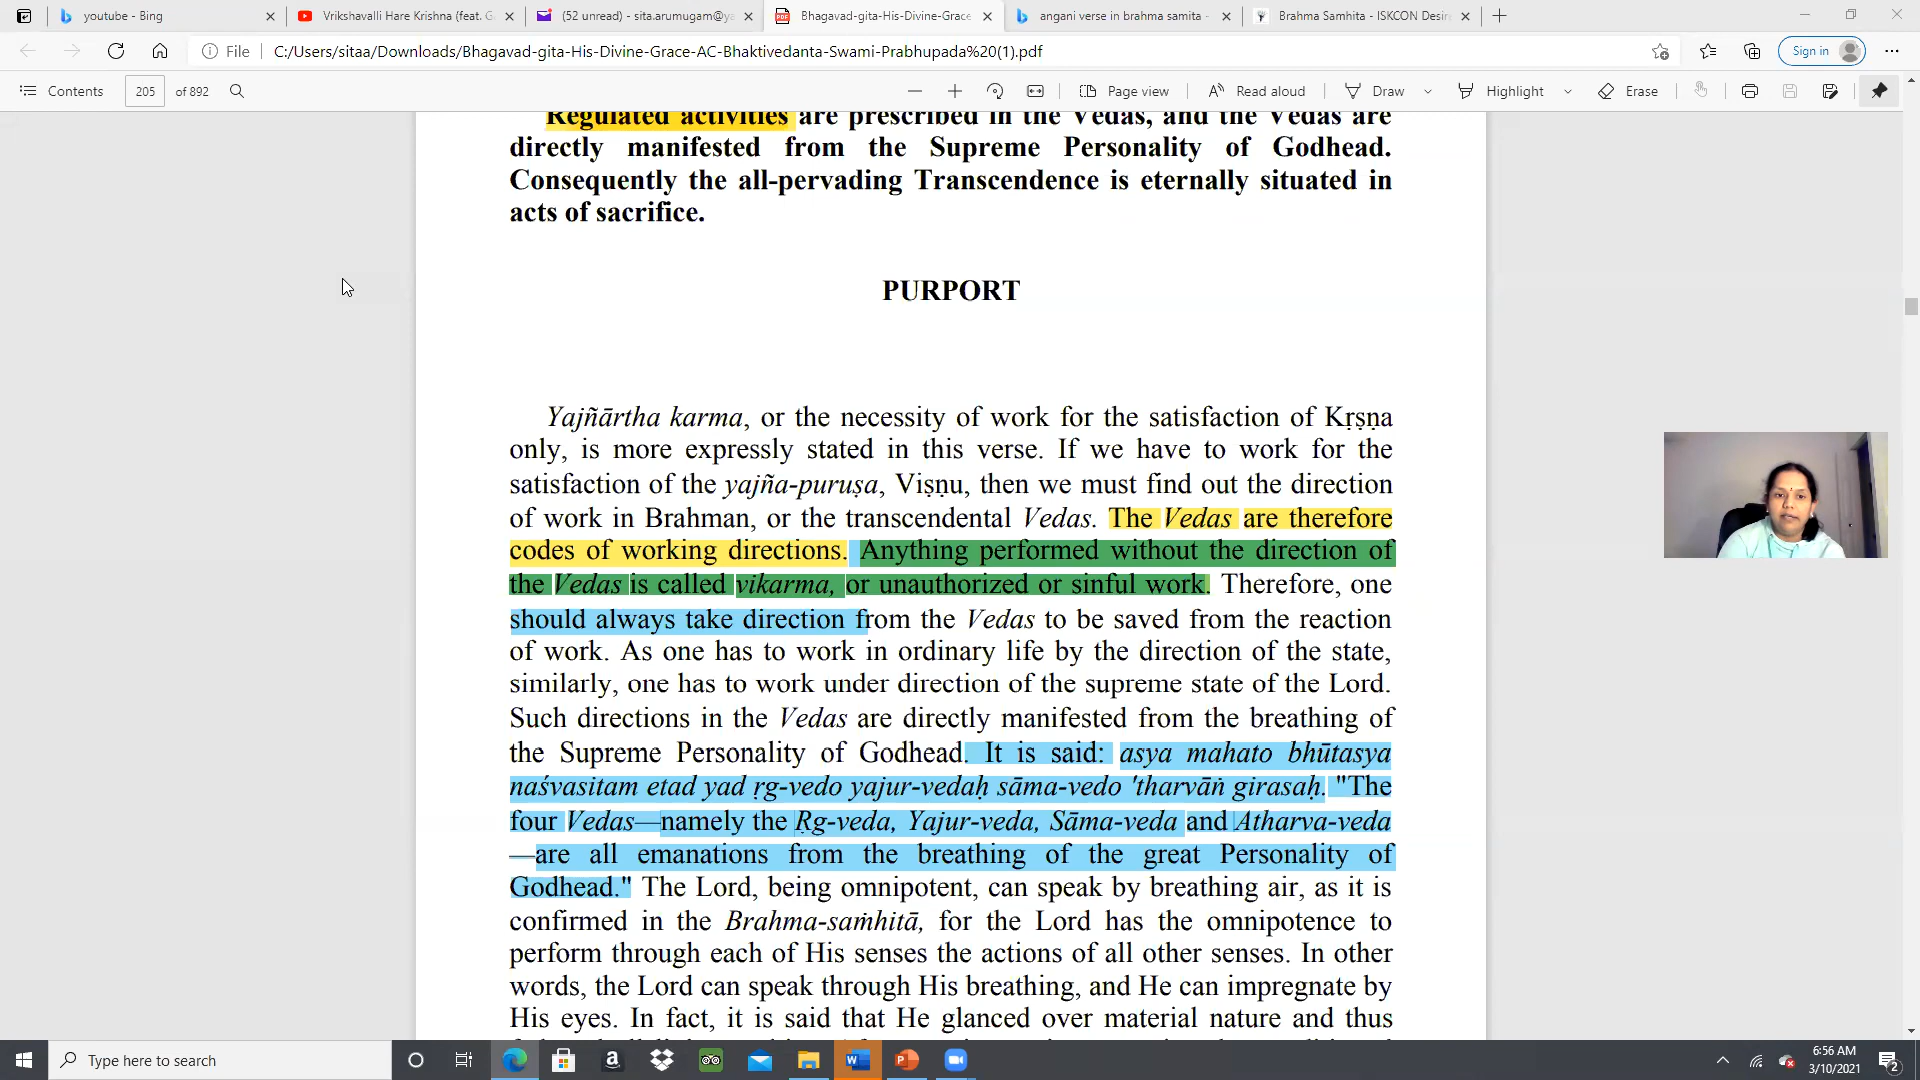 youtube - Bing
Vrikshavalli Hare Krishna (feat. G
(52 unread) - sita.arumugam@ya
Bhagavad-gita-His-Divine-Grace
angani verse in brahma samita -
Brahma Samhita - ISKCON Desir
File C:/Users/sitaa/Downloads/Bhagavad-gita-His-Divine-Grace-AC-Bhaktivedanta-Swami-Prabhupada%20(1).pdf
Sign in
Contents 205 of 892 Page view Read aloud Draw Highlight Erase
Regulated activities are prescribed in the Vedas, and the Vedas are
directly manifested from the Supreme Personality of Godhead.
Consequently the all-pervading Transcendence is eternally situated in
acts of sacrifice.
PURPORT
Yajñārtha karma, or the necessity of work for the satisfaction of Kṛṣṇa
only, is more expressly stated in this verse. If we have to work for the
satisfaction of the yajña-puruṣa, Viṣṇu, then we must find out the direction
of work in Brahman, or the transcendental Vedas. The Vedas are therefore
codes of working directions. Anything performed without the direction of
the Vedas is called vikarma, or unauthorized or sinful work. Therefore, one
should always take direction from the Vedas to be saved from the reaction
of work. As one has to work in ordinary life by the direction of the state,
similarly, one has to work under direction of the supreme state of the Lord.
Such directions in the Vedas are directly manifested from the breathing of
the Supreme Personality of Godhead. It is said: asya mahato bhūtasya
naśvasitam etad yad ṛg-vedo yajur-vedaḥ sāma-vedo 'tharvāṅ girasaḥ. "The
four Vedas—namely the Ṛg-veda, Yajur-veda, Sāma-veda and Atharva-veda
—are all emanations from the breathing of the great Personality of
Godhead." The Lord, being omnipotent, can speak by breathing air, as it is
confirmed in the Brahma-saṁhitā, for the Lord has the omnipotence to
perform through each of His senses the actions of all other senses. In other
words, the Lord can speak through His breathing, and He can impregnate by
His eyes. In fact, it is said that He glanced over material nature and thus
Type here to search
6:56 AM
3/10/2021
2